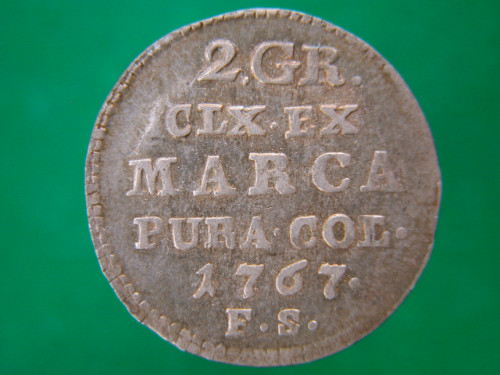 2.GR.
CLX·EX
MARCA
PURA·COL·
1767·
F.S.